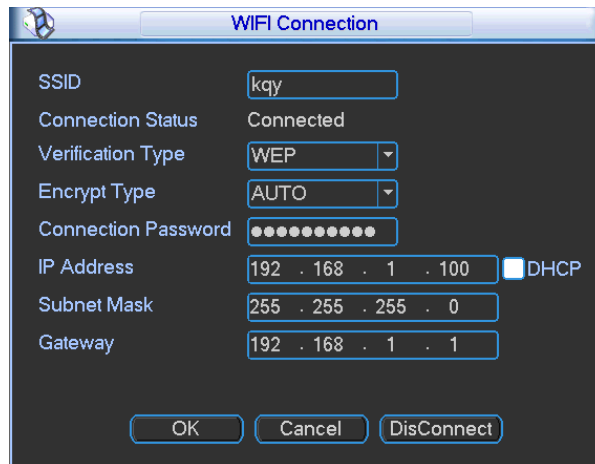 WIFI Connection
SSID kqy
Connection Status Connected
Verification Type WEP
Encrypt Type AUTO
Connection Password ●●●●●●●●●●
IP Address 192 . 168 . 1 . 100 DHCP
Subnet Mask 255 . 255 . 255 . 0
Gateway 192 . 168 . 1 . 1
OK Cancel DisConnect